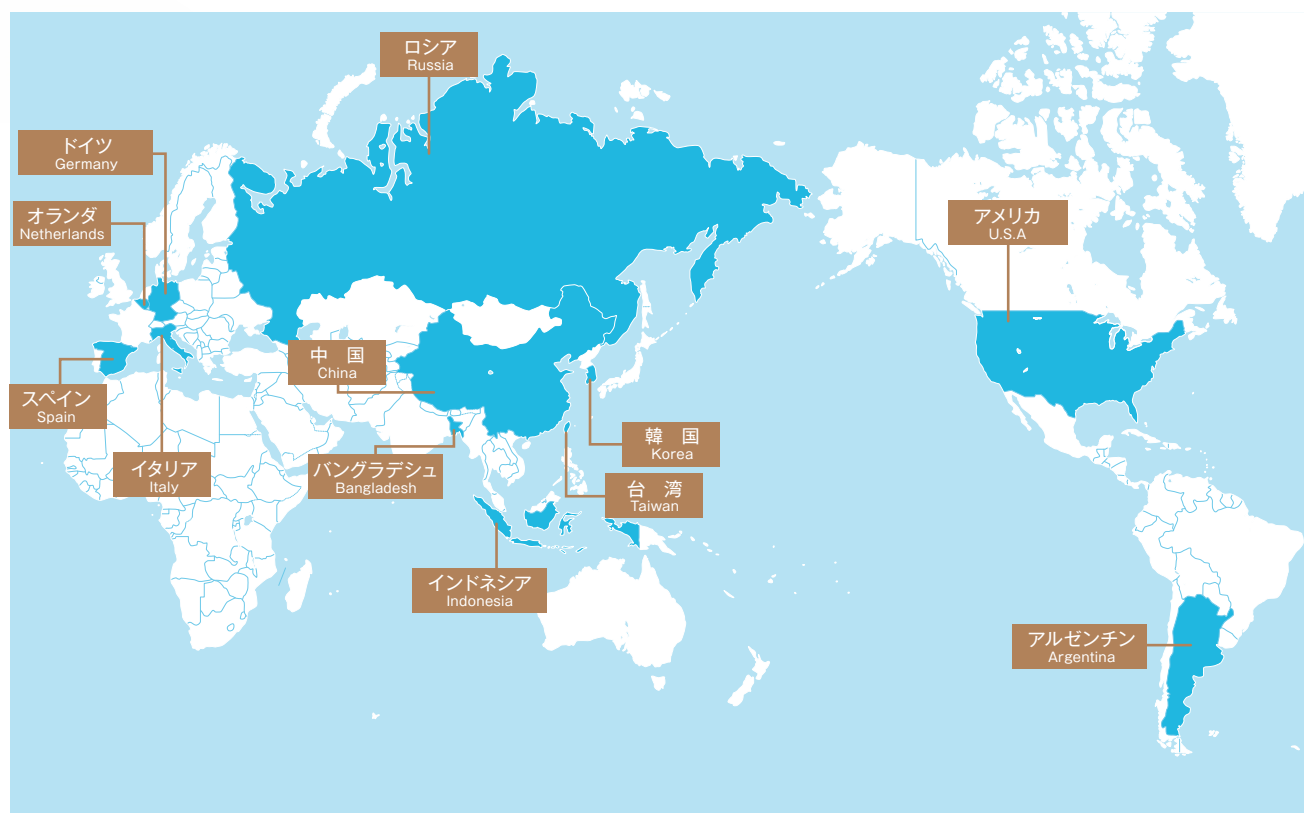 ロシア
Russia
ドイツ
Germany
オランダ
Netherlands
アメリカ
U.S.A
中　国
China
スペイン
Spain
韓　国
Korea
イタリア
Italy
バングラデシュ
Bangladesh
台　湾
Taiwan
インドネシア
Indonesia
アルゼンチン
Argentina